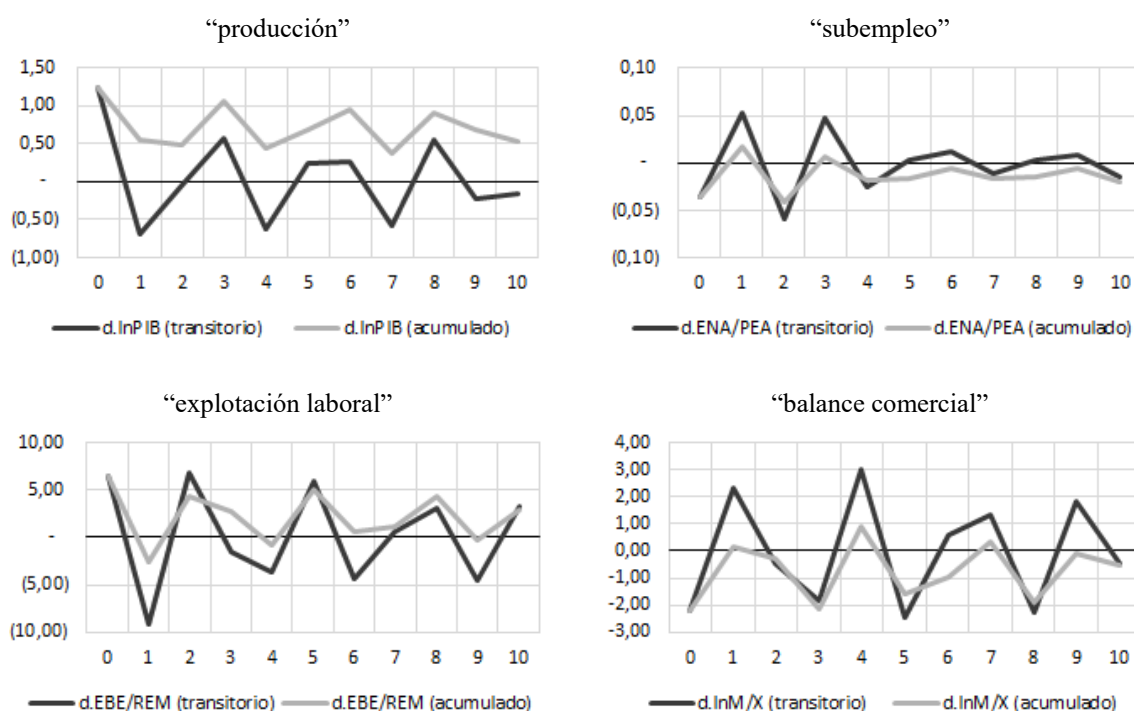 “producción”
1,50
1,00
0,50
-
(0,50)
(1,00)
0 1 2 3 4 5 6 7 8 9 10
d.lnPIB (transitorio) d.lnPIB (acumulado)
“subempleo”
0,10
0,05
-
(0,05)
(0,10)
0 1 2 3 4 5 6 7 8 9 10
d.ENA/PEA (transitorio) d.ENA/PEA (acumulado)
“explotación laboral”
10,00
5,00
-
(5,00)
(10,00)
0 1 2 3 4 5 6 7 8 9 10
d.EBE/REM (transitorio) d.EBE/REM (acumulado)
“balance comercial”
4,00
3,00
2,00
1,00
0,00
-1,00
-2,00
-3,00
0 1 2 3 4 5 6 7 8 9 10
d.lnM/X (transitorio) d.lnM/X (acumulado)